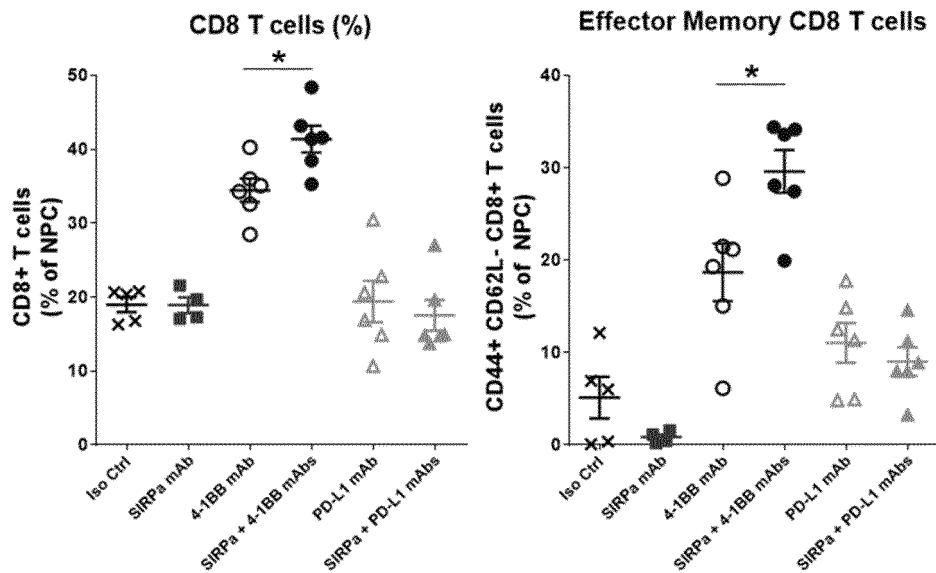 CD8 T cells (%)
*
50
40
30
20
10
0
CD8+ T cells
(% of NPC)
Iso Ctrl
SIRPa mAb
4-1BB mAb
SIRPa + 4-1BB mAbs
PD-L1 mAb
SIRPa + PD-L1 mAbs
Effector Memory CD8 T cells
*
40
30
20
10
0
CD44+ CD62L- CD8+ T cells
(% of NPC)
Iso Ctrl
SIRPa mAb
4-1BB mAb
SIRPa + 4-1BB mAbs
PD-L1 mAb
SIRPa + PD-L1 mAbs